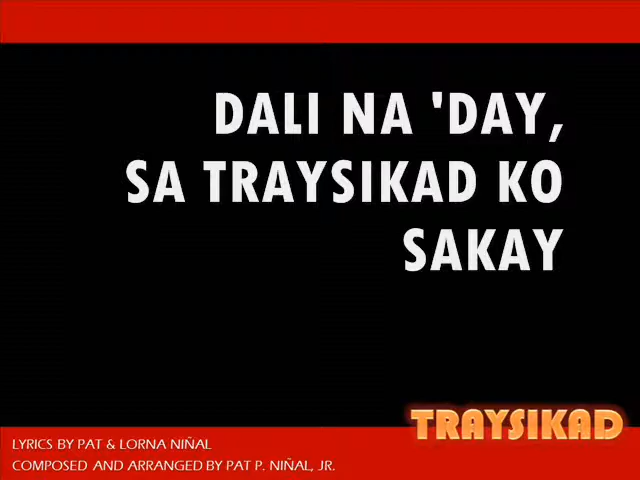 DALI NA 'DAY,
SA TRAYSIKAD KO
SAKAY
TRAYSIKAD
LYRICS BY PAT & LORNA NIÑAL
COMPOSED AND ARRANGED BY PAT P. NIÑAL, JR.